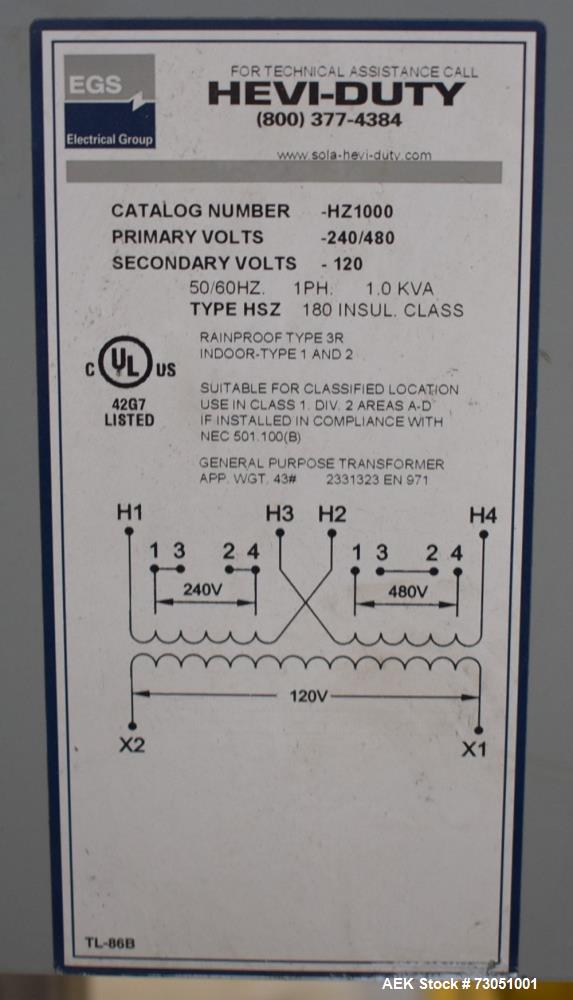 EGS
Electrical Group
FOR TECHNICAL ASSISTANCE CALL
HEVI-DUTY
(800) 377-4384
www.sola-hevi-duty.com
CATALOG NUMBER -HZ1000
PRIMARY VOLTS -240/480
SECONDARY VOLTS - 120
50/60HZ. 1PH. 1.0 KVA
TYPE HSZ 180 INSUL. CLASS
C UL US
42G7
LISTED
RAINPROOF TYPE 3R
INDOOR-TYPE 1 AND 2
SUITABLE FOR CLASSIFIED LOCATION
USE IN CLASS 1. DIV. 2 AREAS A-D
IF INSTALLED IN COMPLIANCE WITH
NEC 501.100(B)
GENERAL PURPOSE TRANSFORMER
APP. WGT. 43# 2331323 EN 971
H1 H3 H2 H4
1 3 2 4 1 3 2 4
240V 480V
120V
X2 X1
TL-86B
AEK Stock # 73051001